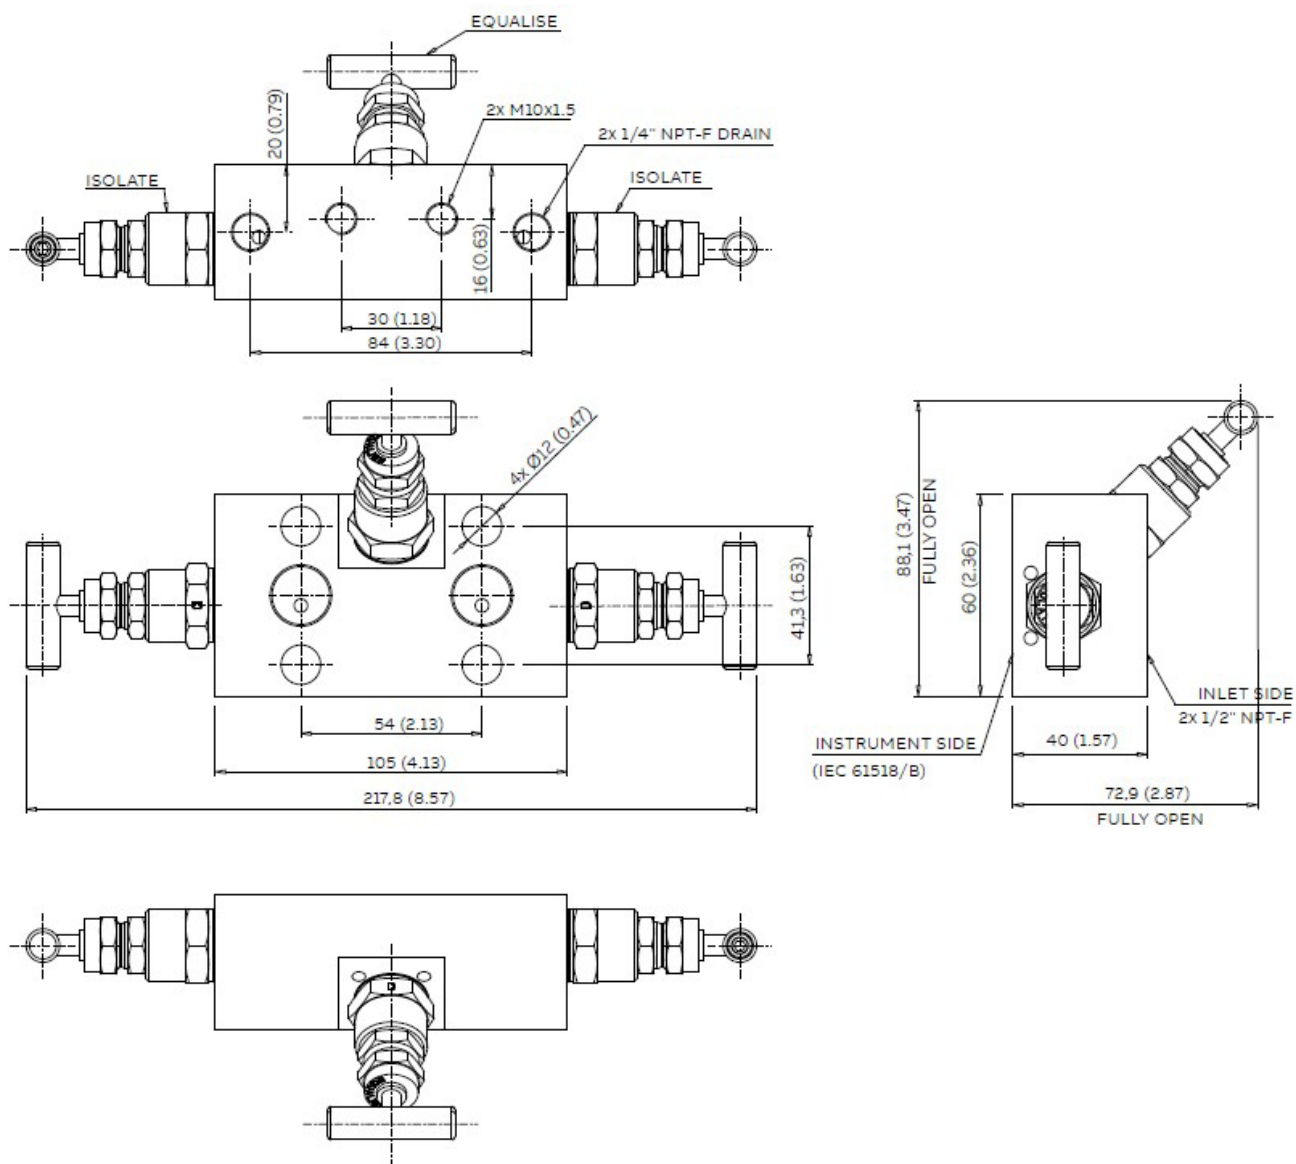 EQUALISE
20 (0.79)
2x M10x1.5
2x 1/4" NPT-F DRAIN
ISOLATE
ISOLATE
16 (0.63)
30 (1.18)
84 (3.30)
4x Ø12 (0.47)
88,1 (3.47)
FULLY OPEN
60 (2.36)
41,3 (1.63)
54 (2.13)
105 (4.13)
217,8 (8.57)
INLET SIDE
2x 1/2" NPT-F
INSTRUMENT SIDE
(IEC 61518/B)
40 (1.57)
72,9 (2.87)
FULLY OPEN